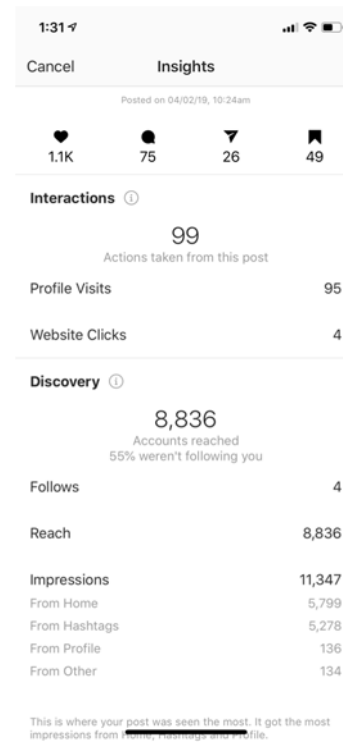 1:31
Cancel Insights
Posted on 04/02/19, 10:24am
1.1K 75 26 49
Interactions
99
Actions taken from this post
Profile Visits 95
Website Clicks 4
Discovery
8,836
Accounts reached
55% weren't following you
Follows 4
Reach 8,836
Impressions 11,347
From Home 5,799
From Hashtags 5,278
From Profile 136
From Other 134
This is where your post was seen the most. It got the most
impressions from Home, Hashtags and Profile.